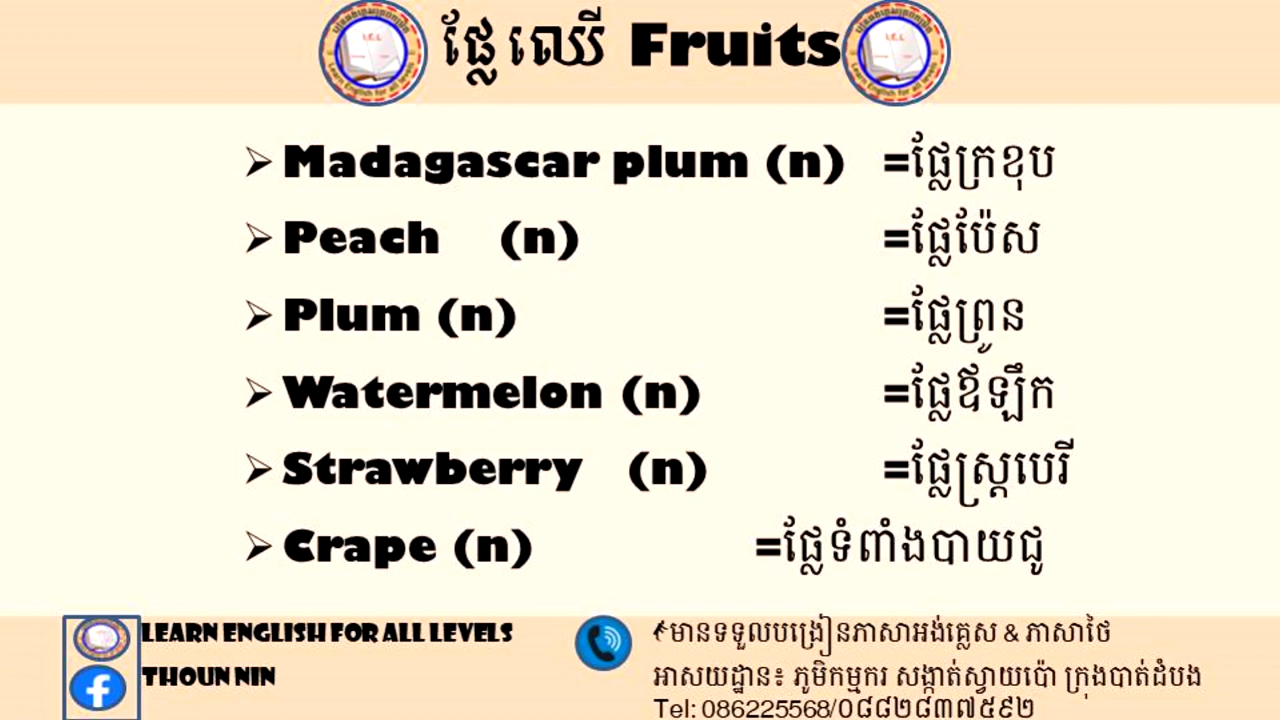 ផ្លែឈើ Fruits
Madagascar plum (n) =ផ្លែក្រខុប
Peach (n) =ផ្លែប៉ែស
Plum (n) =ផ្លែព្រូន
Watermelon (n) =ផ្លែឪឡឹក
Strawberry (n) =ផ្លែស្ត្រប៊េរី
Crape (n) =ផ្លែទំពាំងបាយជូ
LEARN ENGLISH FOR ALL LEVELS
THOUN NIN
មានទទួលបង្រៀនភាសាអង់គ្លេស & ភាសាថៃ
អាសយដ្ឋាន៖ ភូមិកម្មករ សង្កាត់ស្វាយប៉ោ ក្រុងបាត់ដំបង
Tel: 086225568/០៨៨២៨៣៧៥៩២